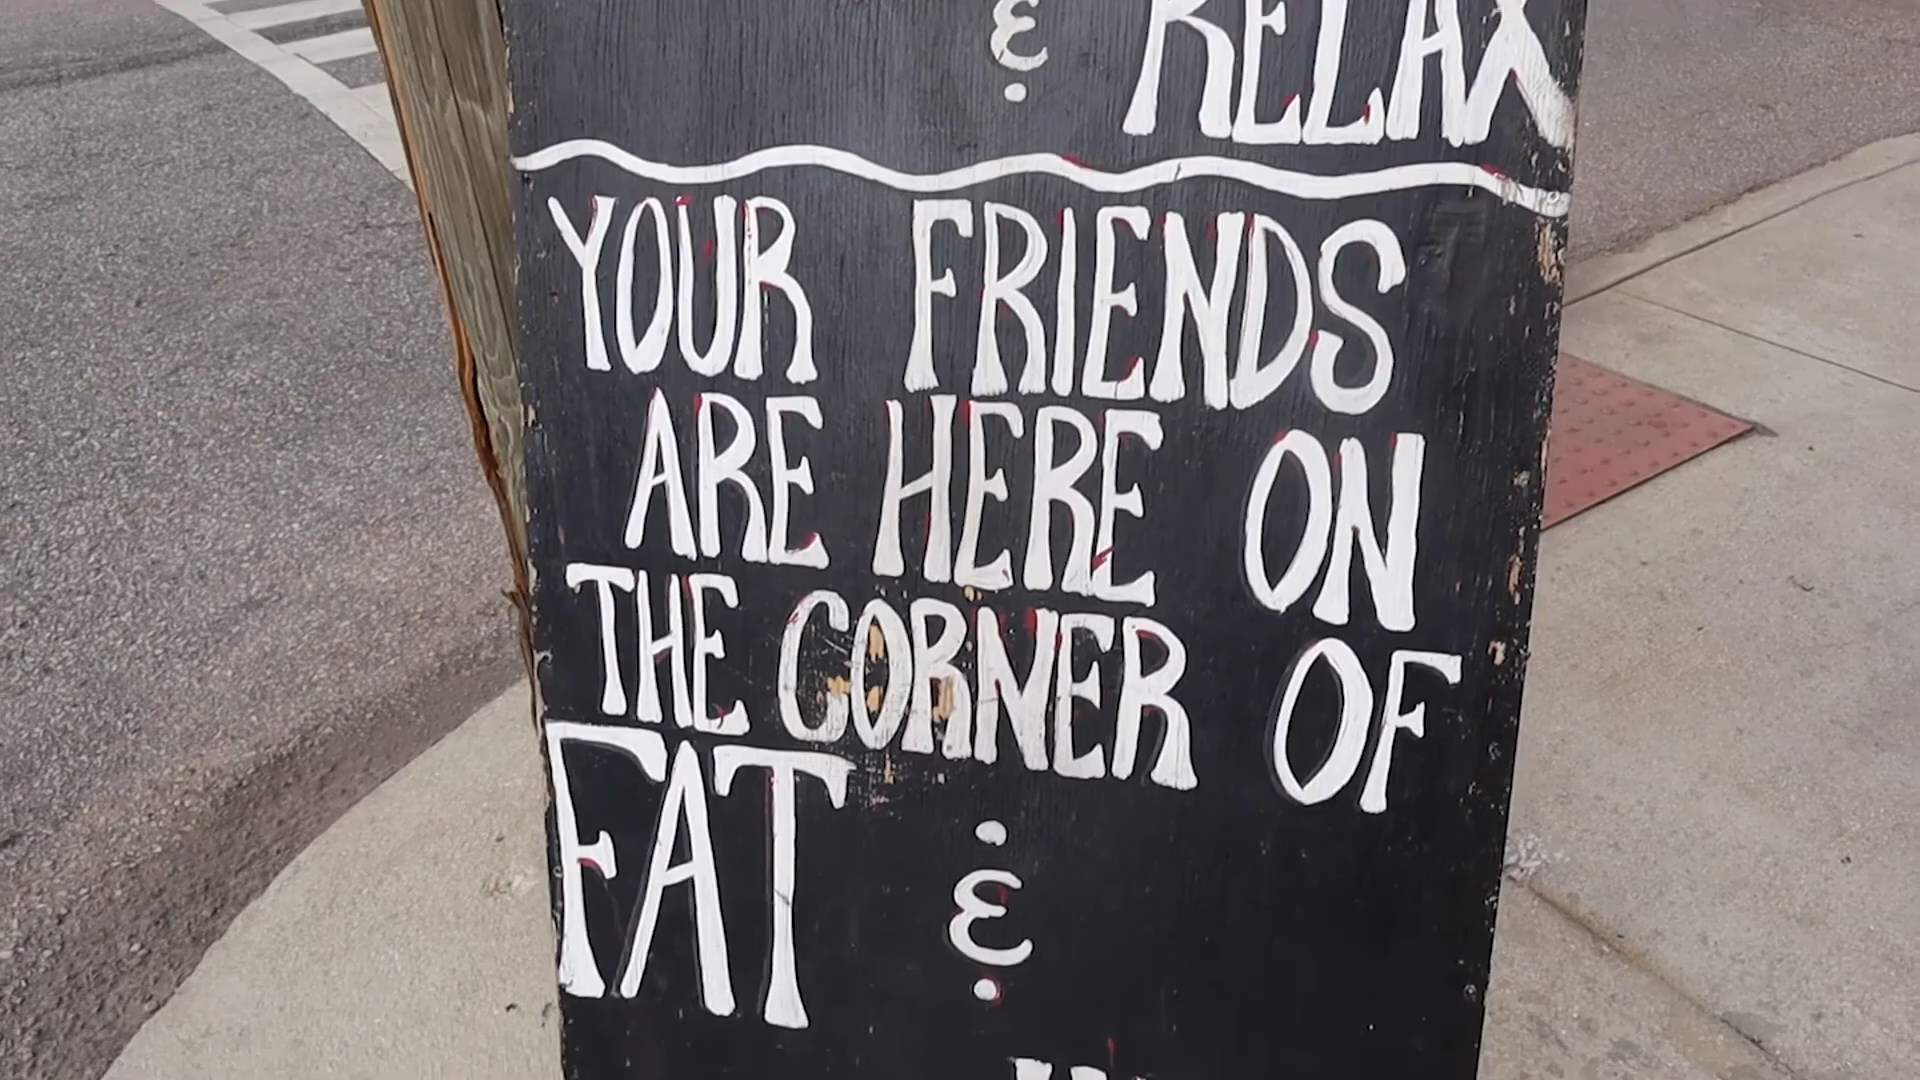 & RELAX
YOUR FRIENDS
ARE HERE ON
THE CORNER OF
FAT &